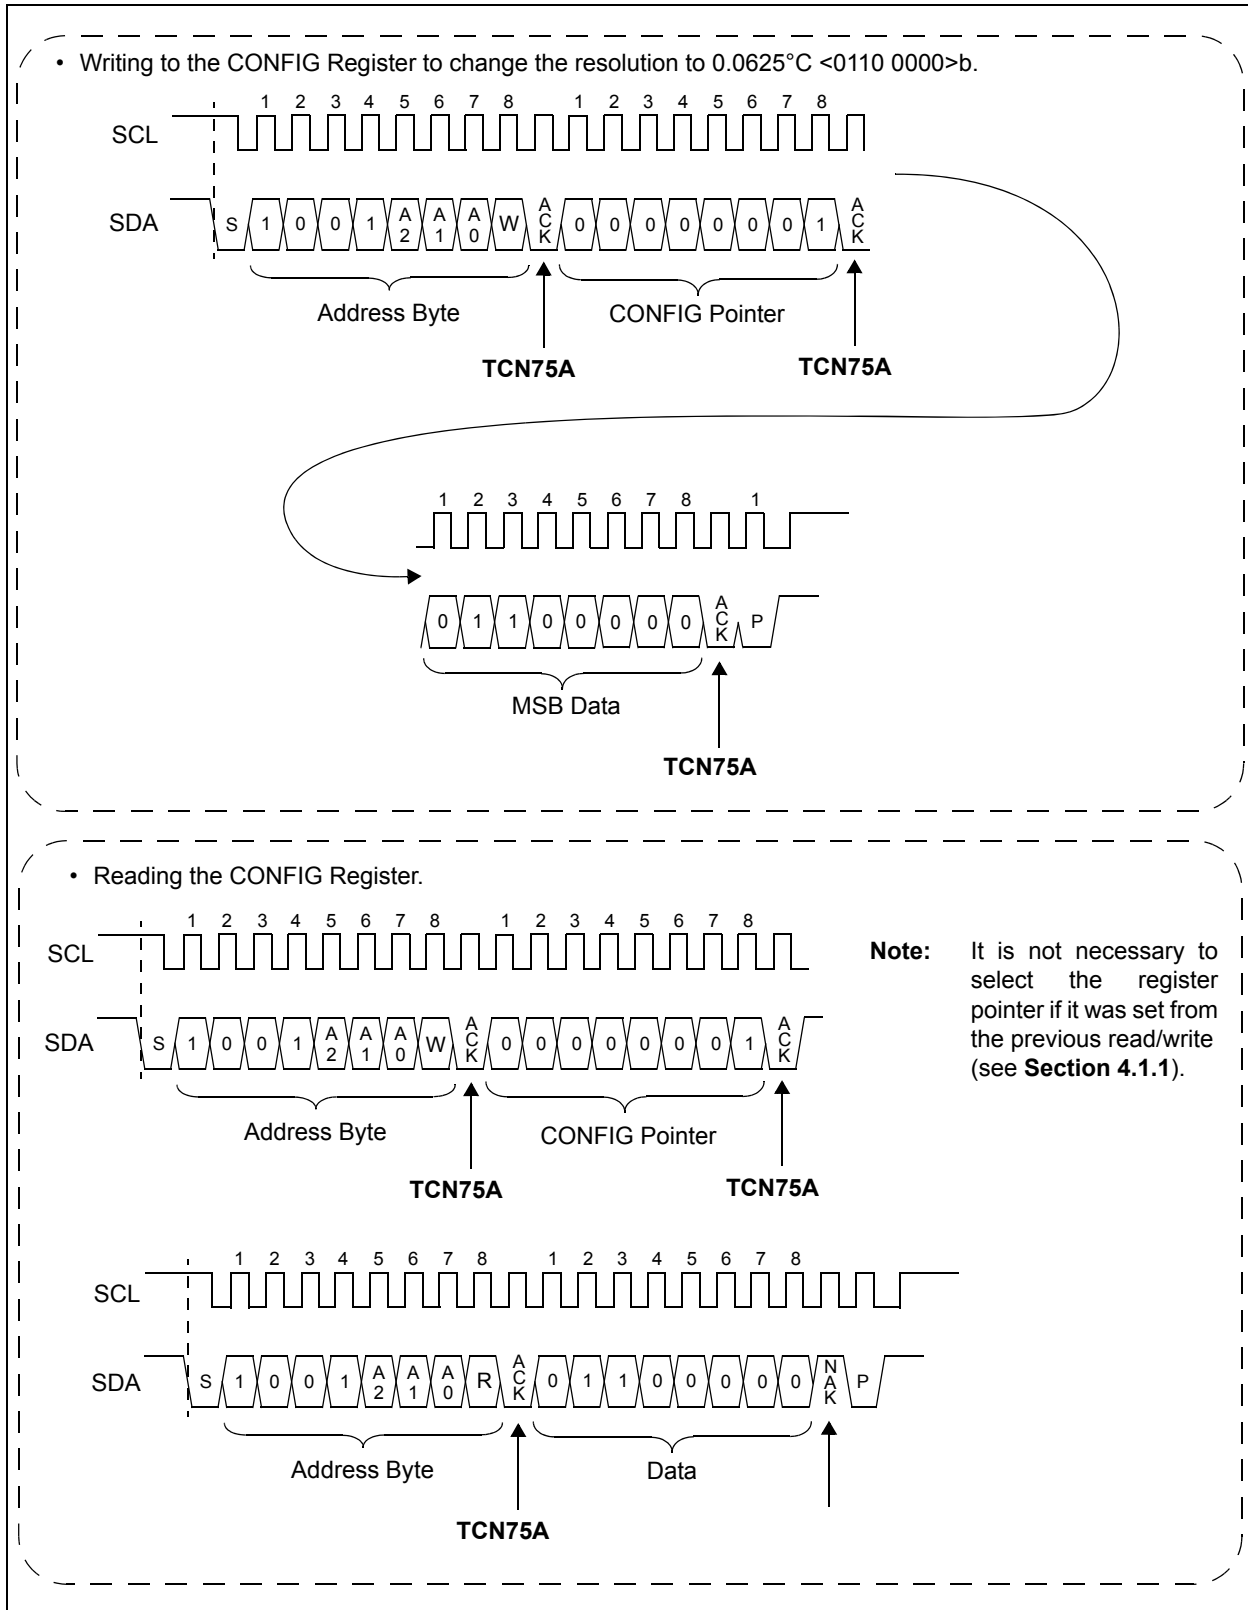 • Writing to the CONFIG Register to change the resolution to 0.0625°C <0110 0000>b.
1 2 3 4 5 6 7 8 1 2 3 4 5 6 7 8
SCL
SDA S 1 0 0 1 A2 A1 A0 W ACK 0 0 0 0 0 0 0 1 ACK
Address Byte CONFIG Pointer
TCN75A TCN75A
1 2 3 4 5 6 7 8 1
0 1 1 0 0 0 0 0 ACK P
MSB Data
TCN75A
• Reading the CONFIG Register.
1 2 3 4 5 6 7 8 1 2 3 4 5 6 7 8
SCL
SDA S 1 0 0 1 A2 A1 A0 W ACK 0 0 0 0 0 0 0 1 ACK
Address Byte CONFIG Pointer
TCN75A TCN75A
Note: It is not necessary to
select the register
pointer if it was set from
the previous read/write
(see Section 4.1.1).
1 2 3 4 5 6 7 8 1 2 3 4 5 6 7 8
SCL
SDA S 1 0 0 1 A2 A1 A0 R ACK 0 1 1 0 0 0 0 0 NAK P
Address Byte Data
TCN75A